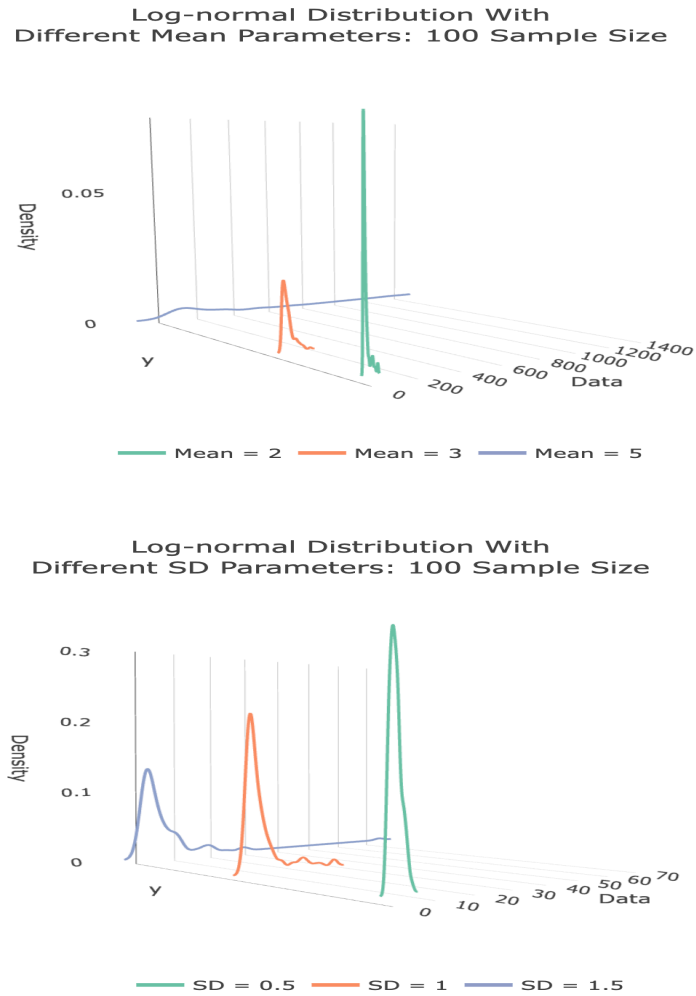 Log-normal Distribution With
Different Mean Parameters: 100 Sample Size
0.05
Density
0
y
0
200
400
600
800
1000
1200
1400
Data
Mean = 2
Mean = 3
Mean = 5
Log-normal Distribution With
Different SD Parameters: 100 Sample Size
0.3
0.2
Density
0.1
0
y
0
10
20
30
40
50
60
70
Data
SD = 0.5
SD = 1
SD = 1.5